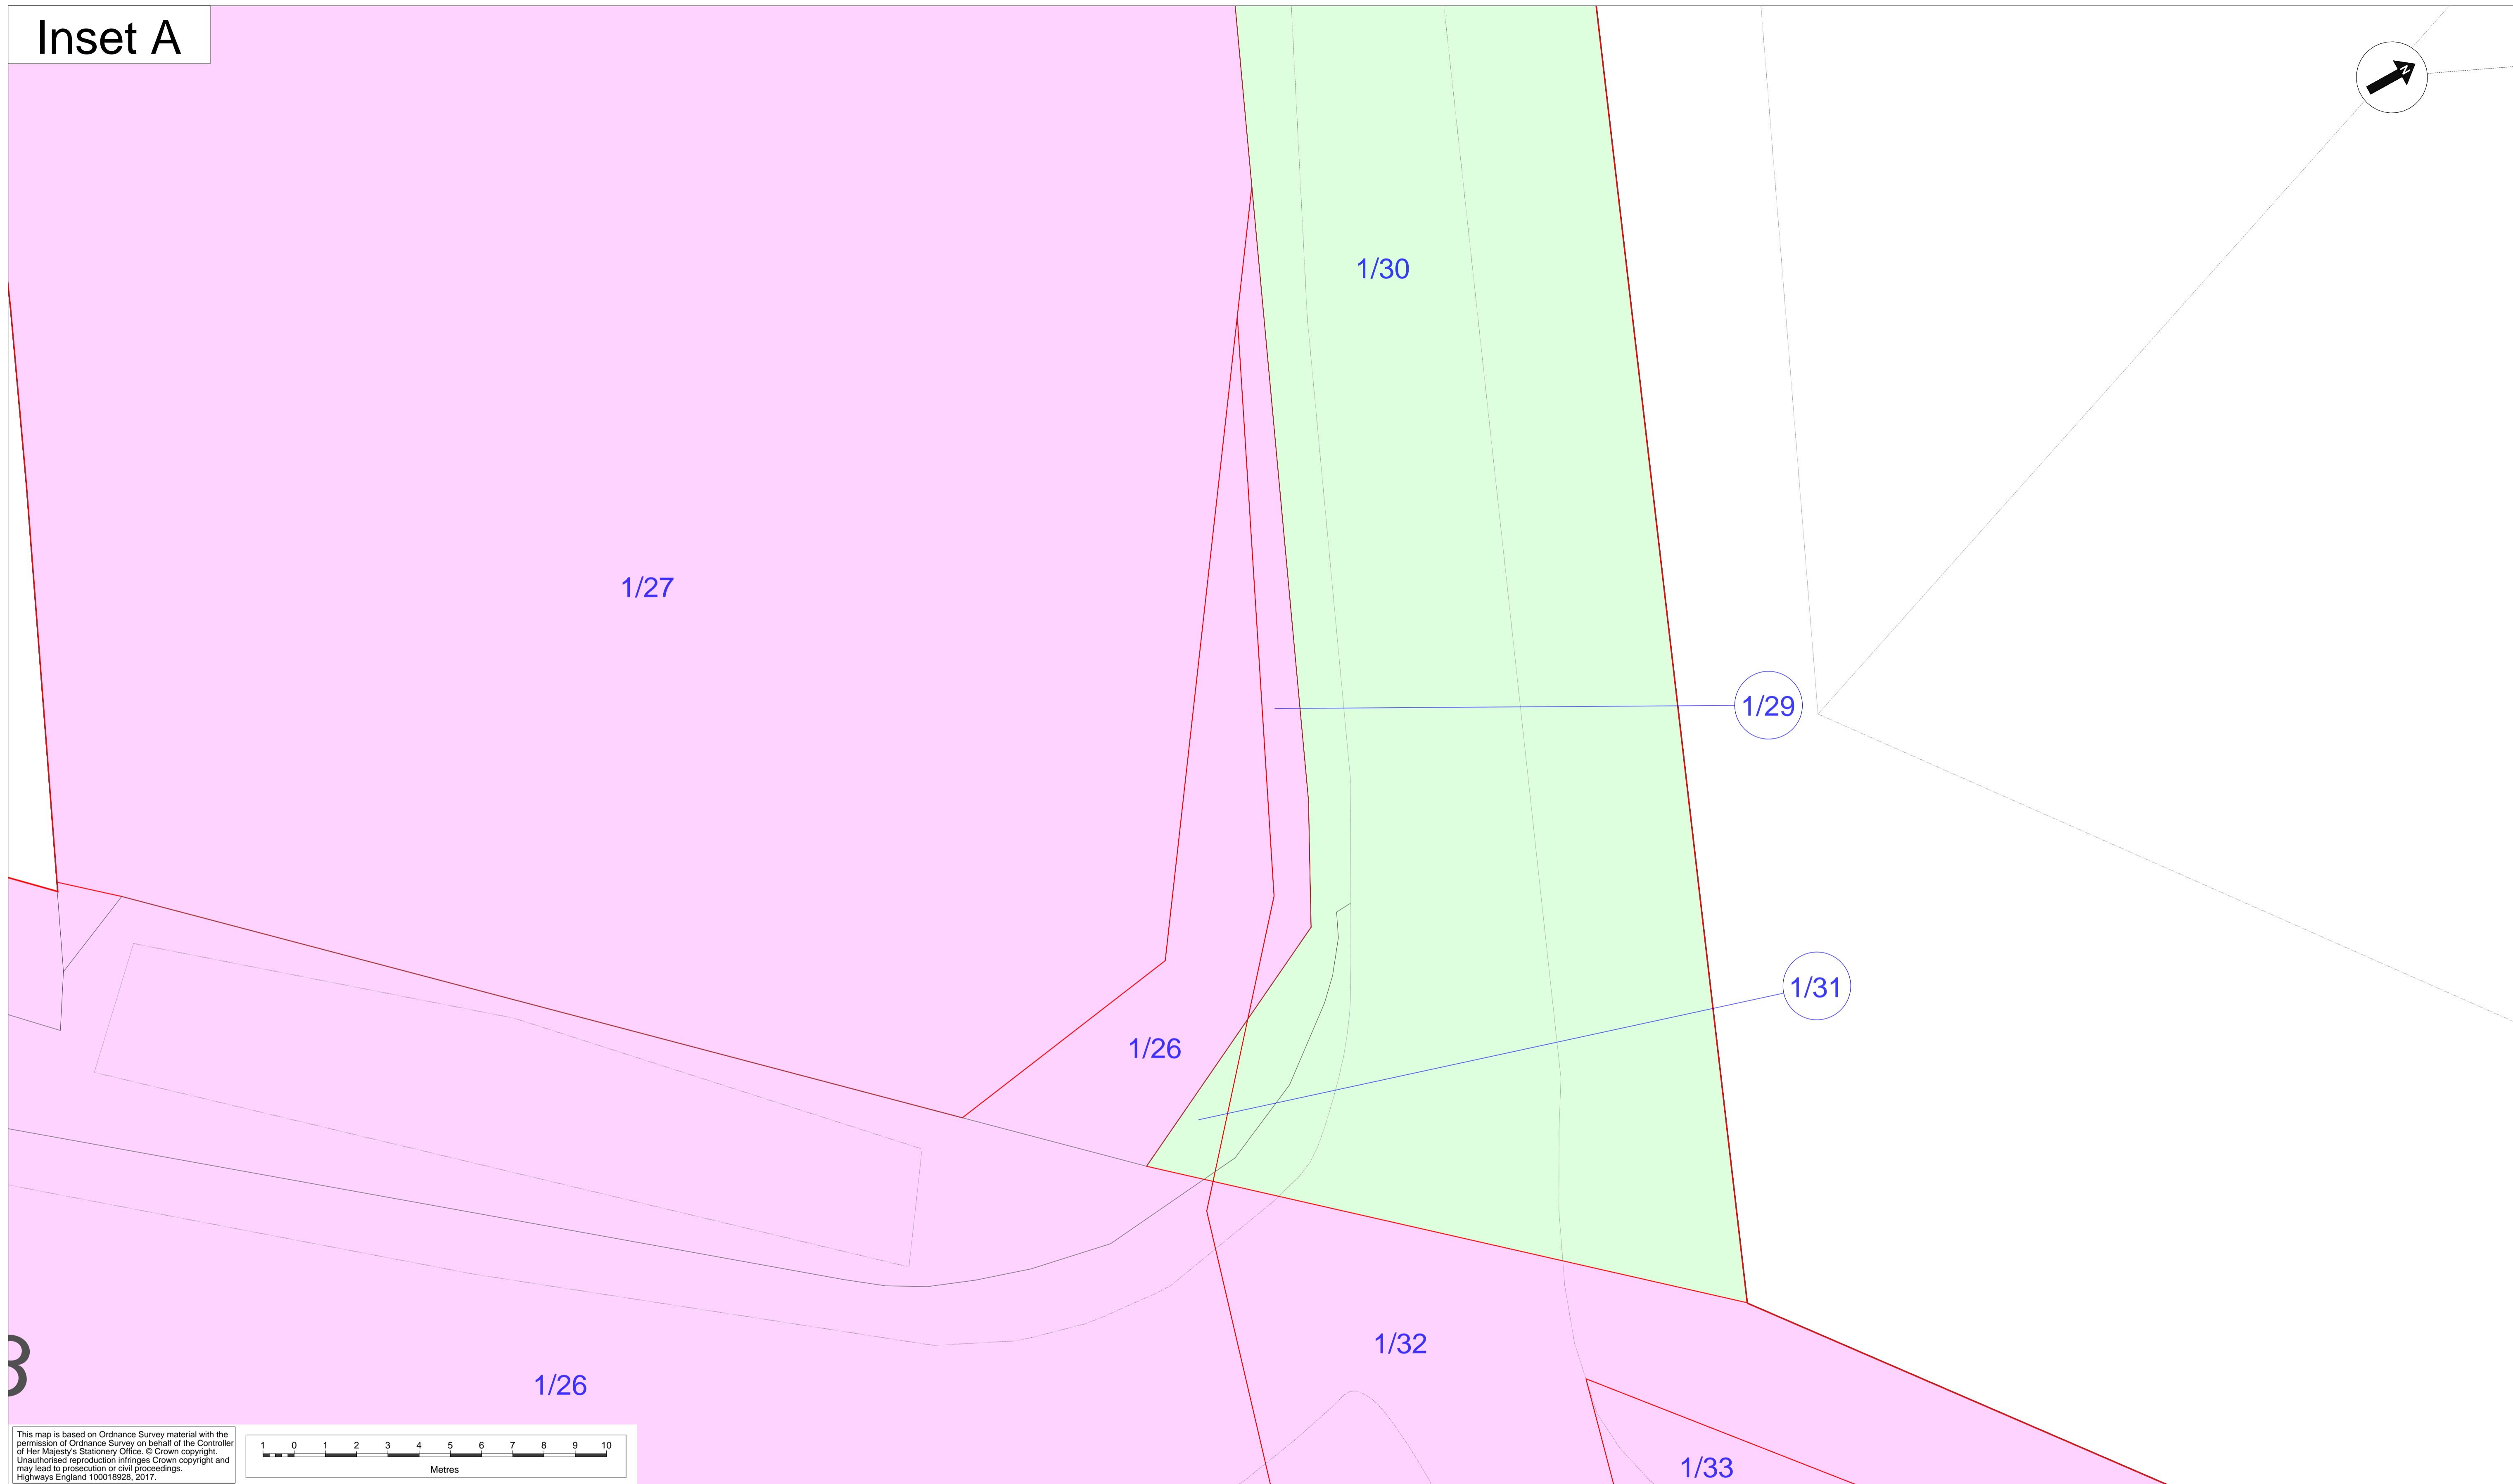 Inset A
N
1/30
1/27
1/29
1/31
1/26
1/32
3
1/26
1/33
This map is based on Ordnance Survey material with the
permission of Ordnance Survey on behalf of the Controller
of Her Majesty's Stationery Office. © Crown copyright.
Unauthorised reproduction infringes Crown copyright and
may lead to prosecution or civil proceedings.
Highways England 100018928, 2017.
1 0 1 2 3 4 5 6 7 8 9 10
Metres